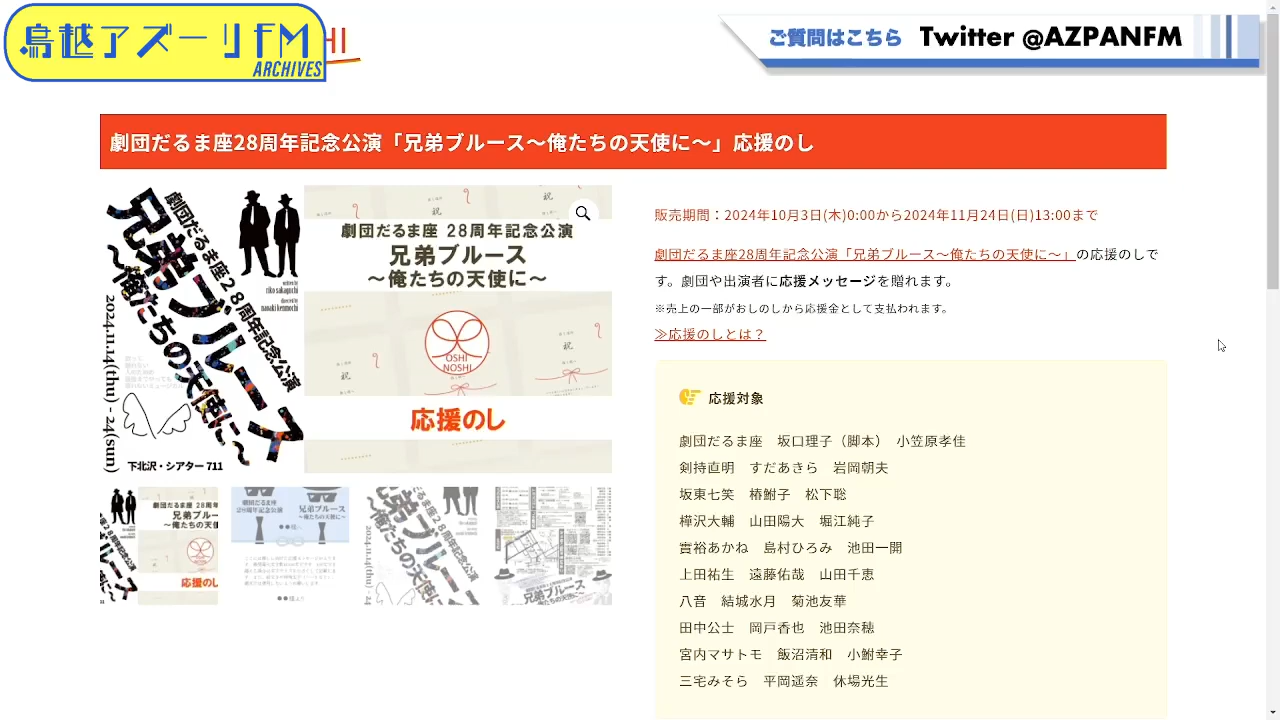 鳥越アズーリFM
ARCHIVES
HI
ご質問はこちら Twitter @AZPANFM
劇団だるま座28周年記念公演「兄弟ブルース〜俺たちの天使に〜」応援のし
劇団だるま座28周年記念公演
兄弟ブルース
〜俺たちの天使に〜
written by
riko sakaguchi
directed by
naoaki kenmochi
2024.11.14(thu) - 24(sun)
下北沢・シアター711
祝
祝
劇団だるま座 28周年記念公演
兄弟ブルース
〜俺たちの天使に〜
OSHI
NOSHI
祝
祝
応援のし
販売期間：2024年10月3日(木)0:00から2024年11月24日(日)13:00まで
劇団だるま座28周年記念公演「兄弟ブルース〜俺たちの天使に〜」の応援のしで
す。劇団や出演者に応援メッセージを贈れます。
※売上の一部がおしのしから応援金として支払われます。
≫応援のしとは？
応援対象
劇団だるま座 坂口理子（脚本） 小笠原孝佳
剣持直明 すだあきら 岩岡朝夫
坂東七笑 松下聡
樺沢大輔 山田陽大 堀江純子
島村ひろみ 池田一開
上田祐生 遠藤佑哉 山田千恵
八音 結城水月 菊池友華
田中公士 岡戸香也 池田奈穂
宮内マサトモ 飯沼清和 小鮒幸子
三宅みそら 平岡遥奈 休場光生